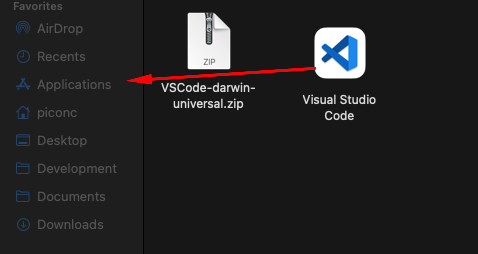 Favorites
AirDrop
Recents
Applications
piconc
Desktop
Development
Documents
Downloads
ZIP
VSCode-darwin-
universal.zip
Visual Studio
Code